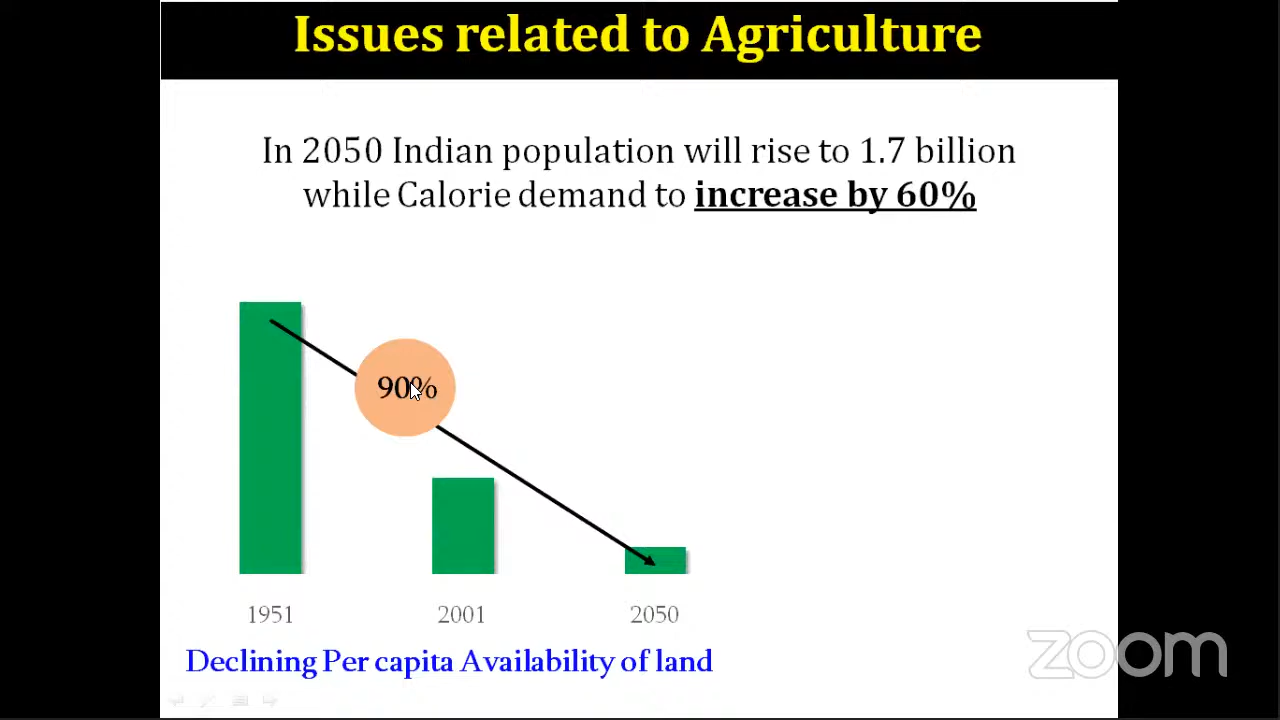 Issues related to Agriculture
In 2050 Indian population will rise to 1.7 billion
while Calorie demand to increase by 60%
90%
1951 2001 2050
Declining Per capita Availability of land
zoom